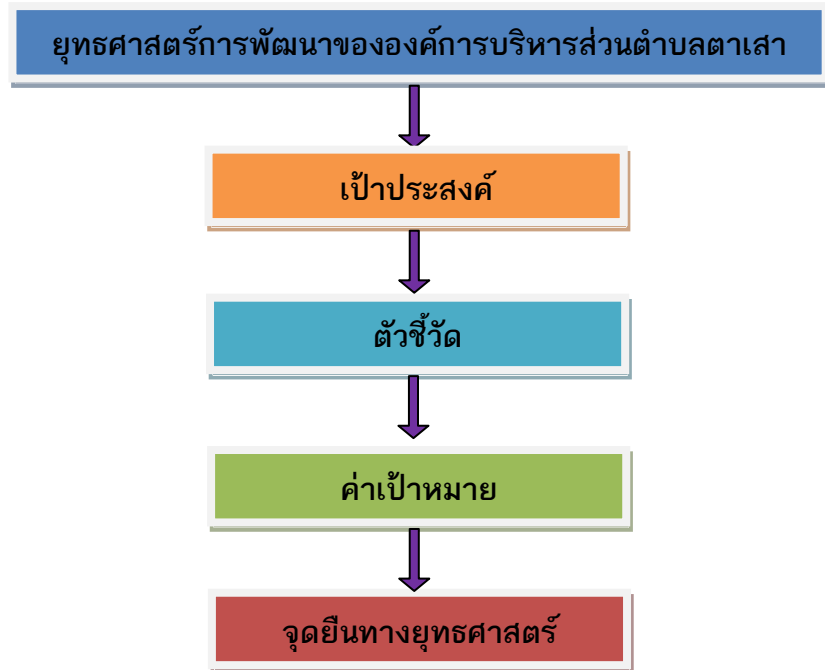 ยุทธศาสตร์การพัฒนาขององค์การบริหารส่วนตำบลตาเสา
เป้าประสงค์
ตัวชี้วัด
ค่าเป้าหมาย
จุดยืนทางยุทธศาสตร์